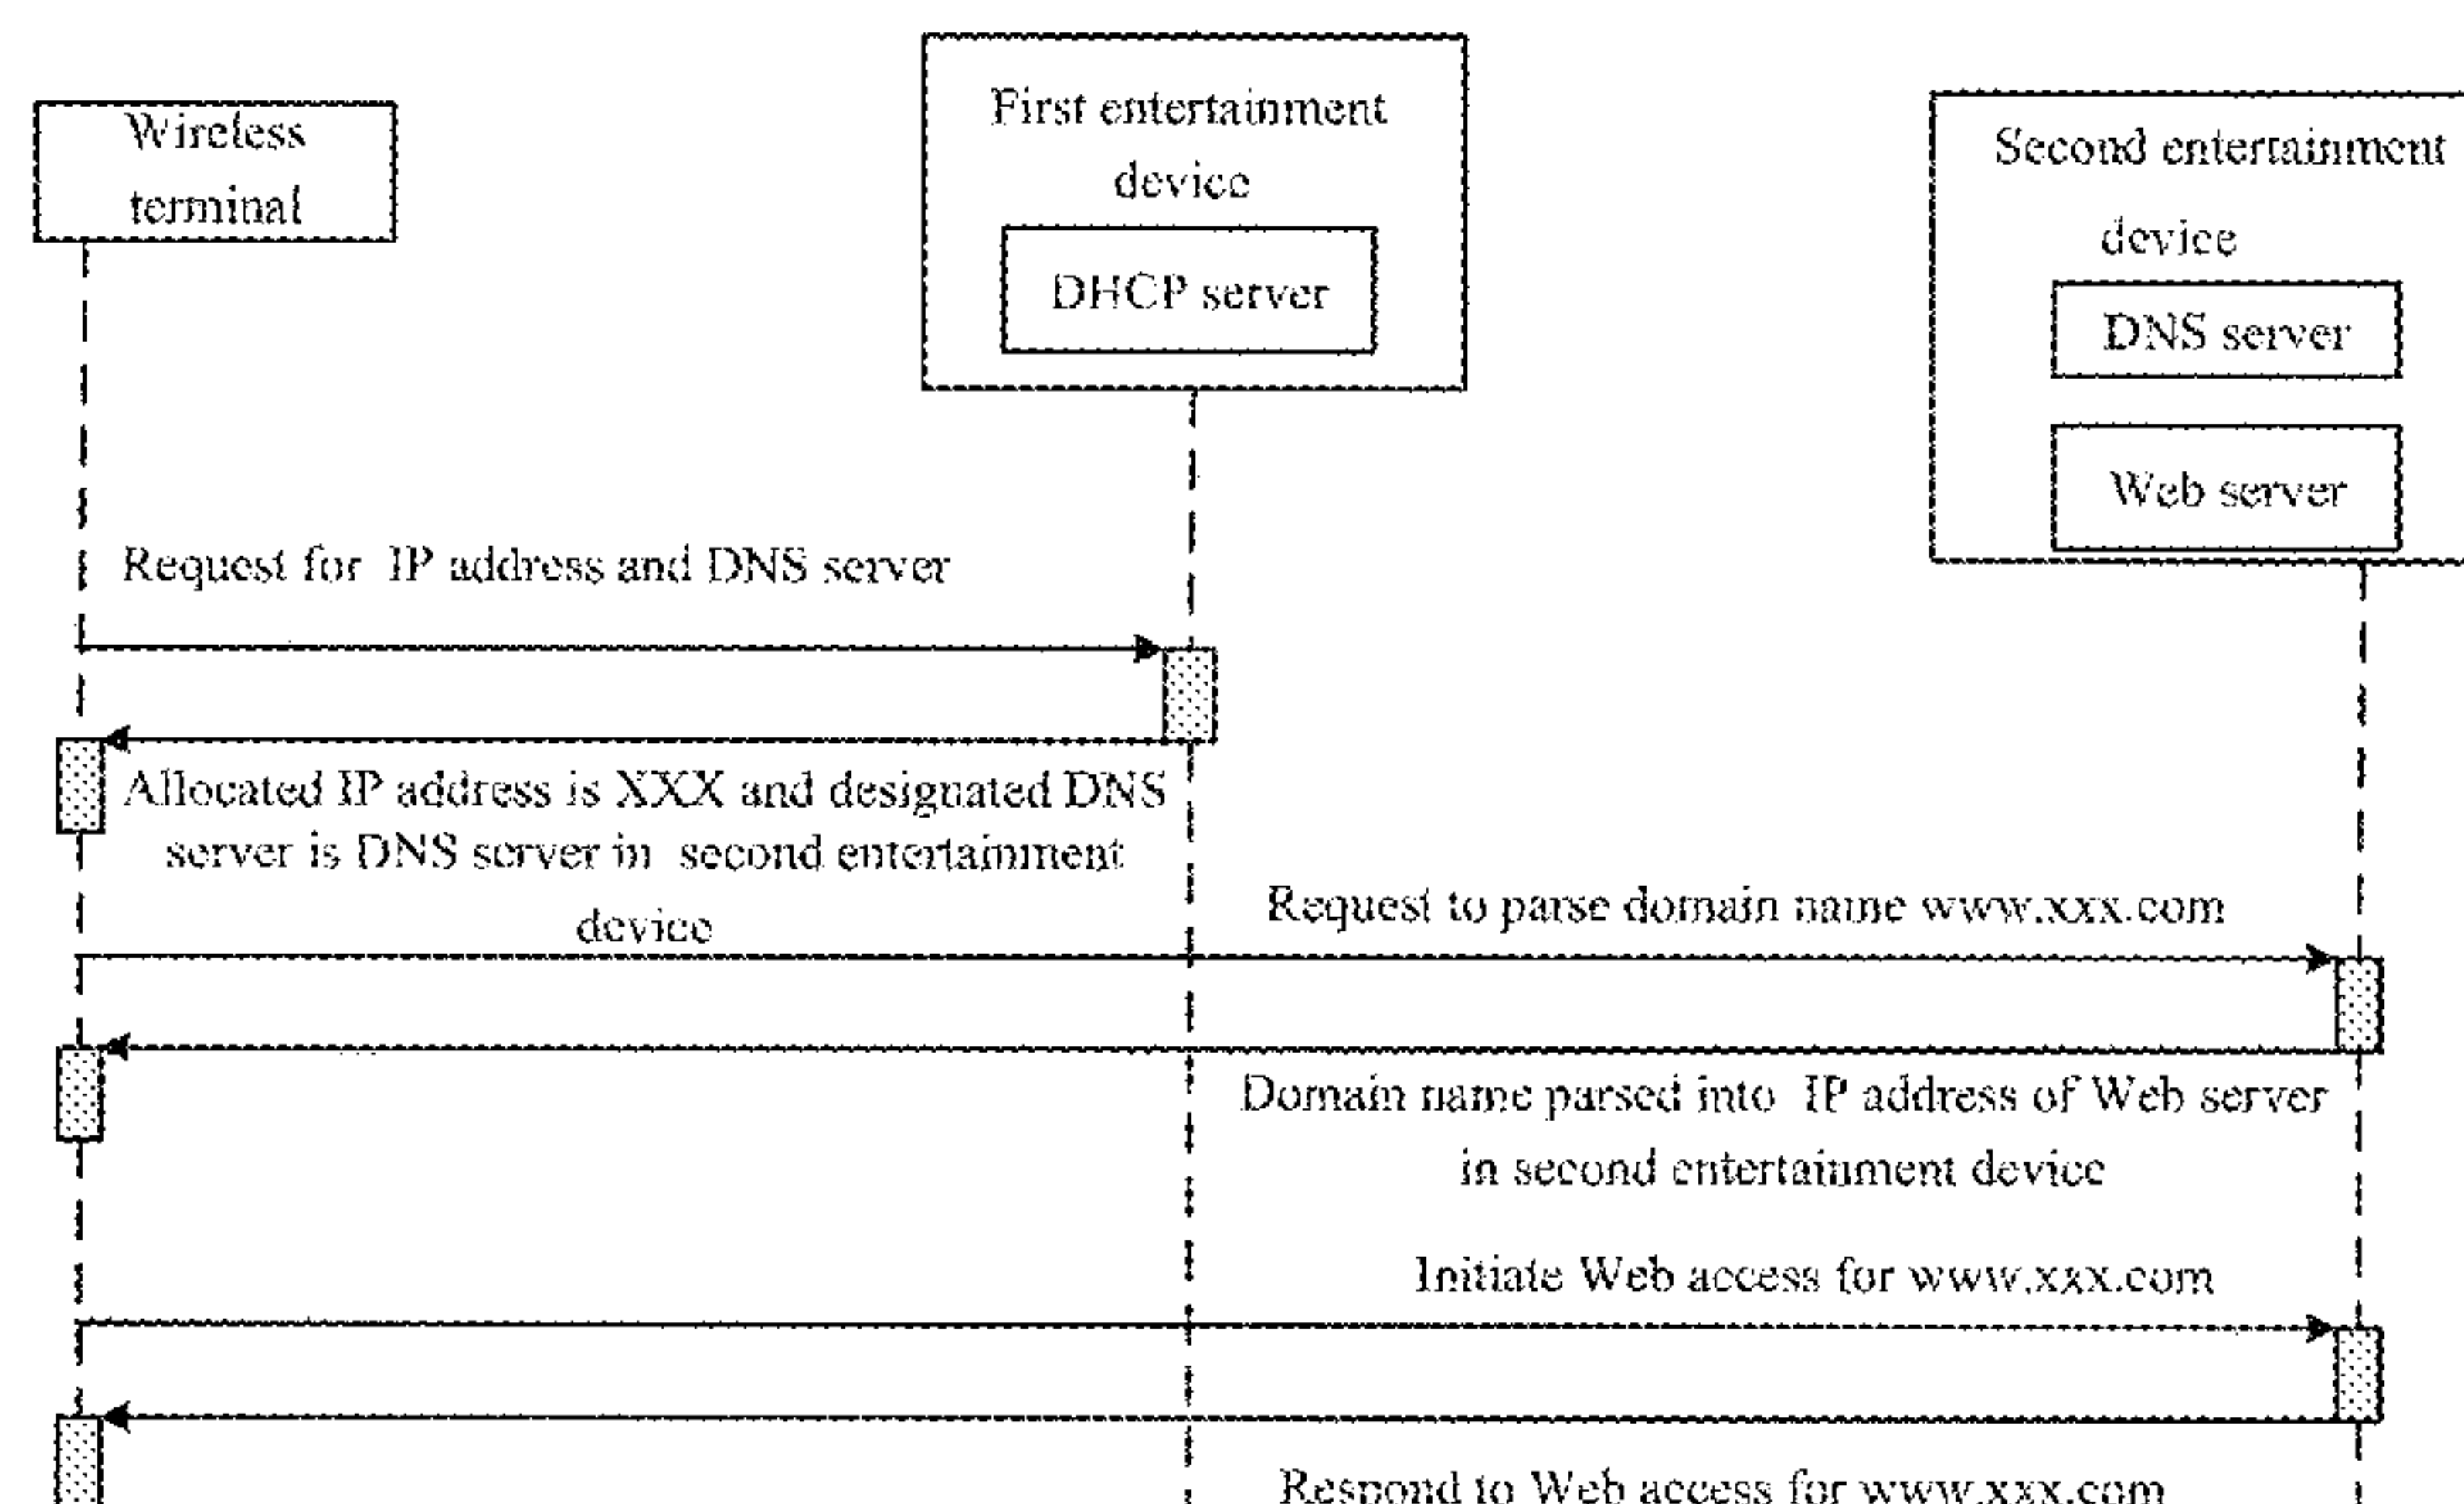 Wireless
terminal
First entertainment
device
DHCP server
Second entertainment
device
DNS server
Web server
Request for IP address and DNS server
Allocated IP address is XXX and designated DNS
server is DNS server in second entertainment
device
Request to parse domain name www.xxx.com
Domain name parsed into IP address of Web server
in second entertainment device
Initiate Web access for www.xxx.com
Respond to Web access for www.xxx.com